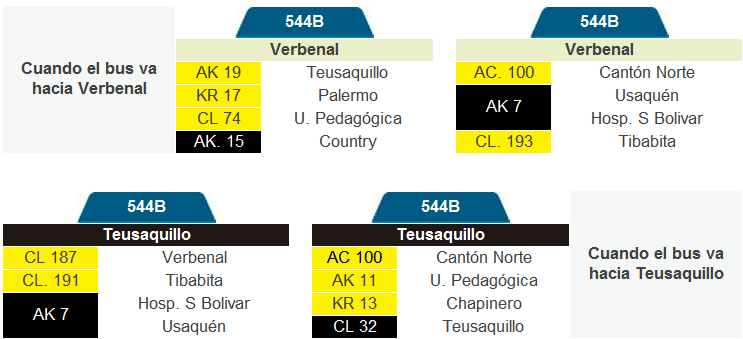 Cuando el bus va
hacia Verbenal
544B
Verbenal
AK 19 Teusaquillo
KR 17 Palermo
CL 74 U. Pedagógica
AK. 15 Country
544B
Verbenal
AC. 100 Cantón Norte
AK 7 Usaquén
Hosp. S Bolivar
CL. 193 Tibabita
544B
Teusaquillo
CL 187 Verbenal
CL. 191 Tibabita
AK 7 Hosp. S Bolivar
Usaquén
544B
Teusaquillo
AC 100 Cantón Norte
AK 11 U. Pedagógica
KR 13 Chapinero
CL 32 Teusaquillo
Cuando el bus va
hacia Teusaquillo